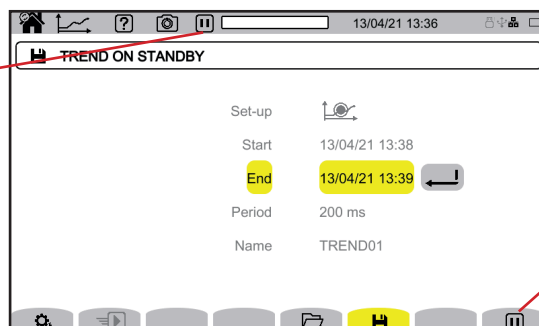 13/04/21 13:36
TREND ON STANDBY
Set-up
Start 13/04/21 13:38
End 13/04/21 13:39
Period 200 ms
Name TREND01